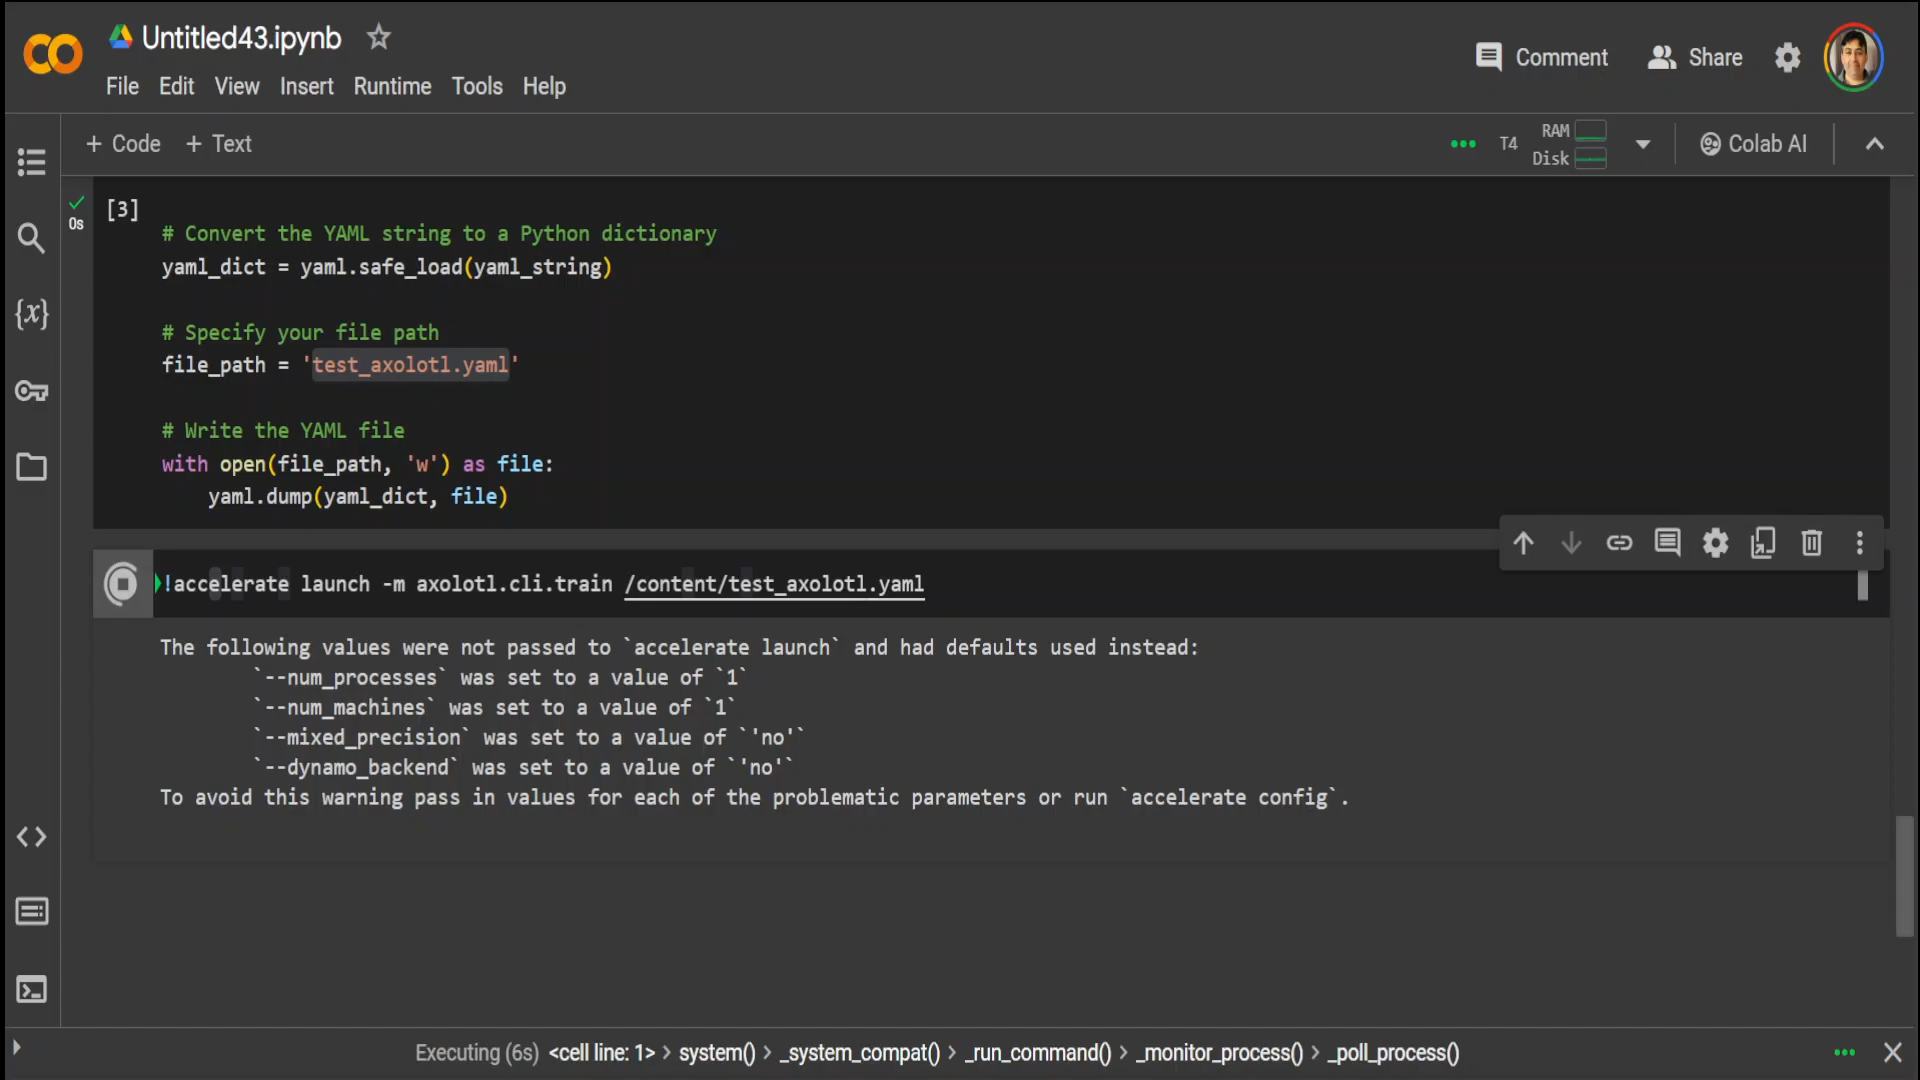 Untitled43.ipynb
Comment
Share
File Edit View Insert Runtime Tools Help
+ Code + Text
T4
RAM
Disk
Colab AI
0s
[3]
# Convert the YAML string to a Python dictionary
yaml_dict = yaml.safe_load(yaml_string)
# Specify your file path
file_path = 'test_axolotl.yaml'
# Write the YAML file
with open(file_path, 'w') as file:
yaml.dump(yaml_dict, file)
!accelerate launch -m axolotl.cli.train /content/test_axolotl.yaml
The following values were not passed to `accelerate launch` and had defaults used instead:
`--num_processes` was set to a value of `1`
`--num_machines` was set to a value of `1`
`--mixed_precision` was set to a value of `'no'`
`--dynamo_backend` was set to a value of `'no'`
To avoid this warning pass in values for each of the problematic parameters or run `accelerate config`.
Executing (6s) <cell line: 1> > system() > _system_compat() > _run_command() > _monitor_process() > _poll_process()